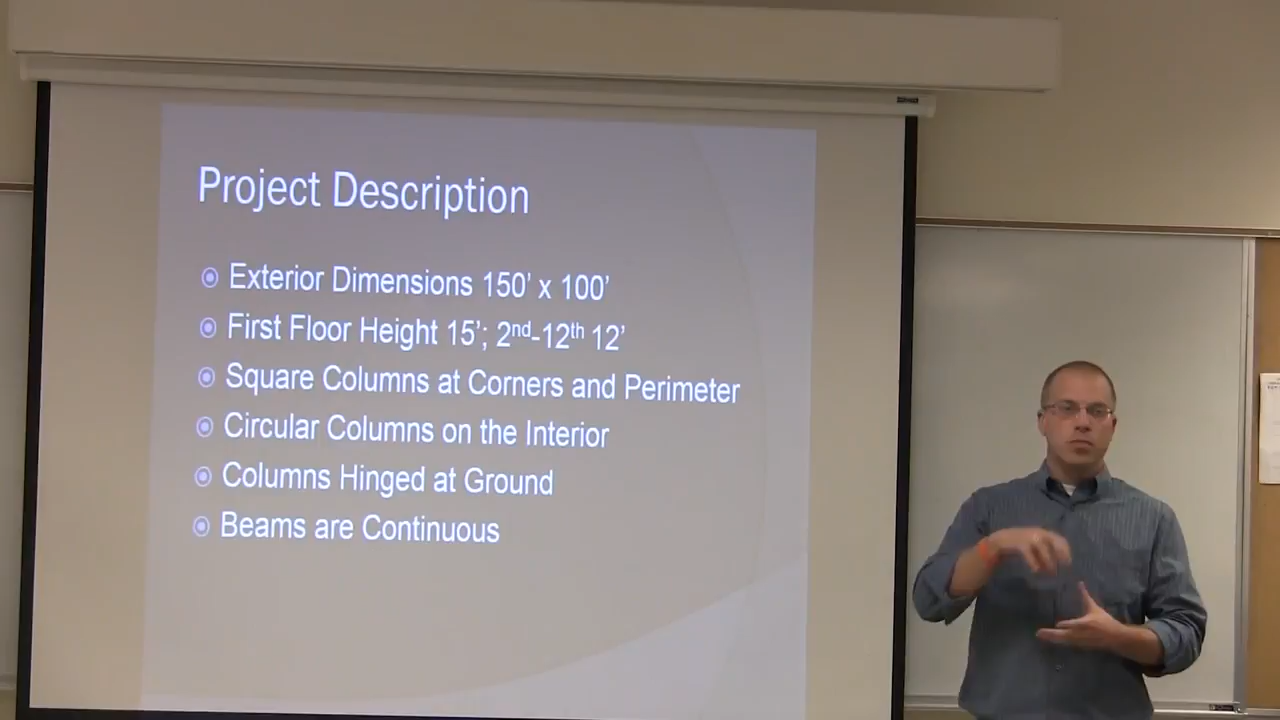 Project Description
Exterior Dimensions 150' x 100'
First Floor Height 15'; 2nd-12th 12'
Square Columns at Corners and Perimeter
Circular Columns on the Interior
Columns Hinged at Ground
Beams are Continuous